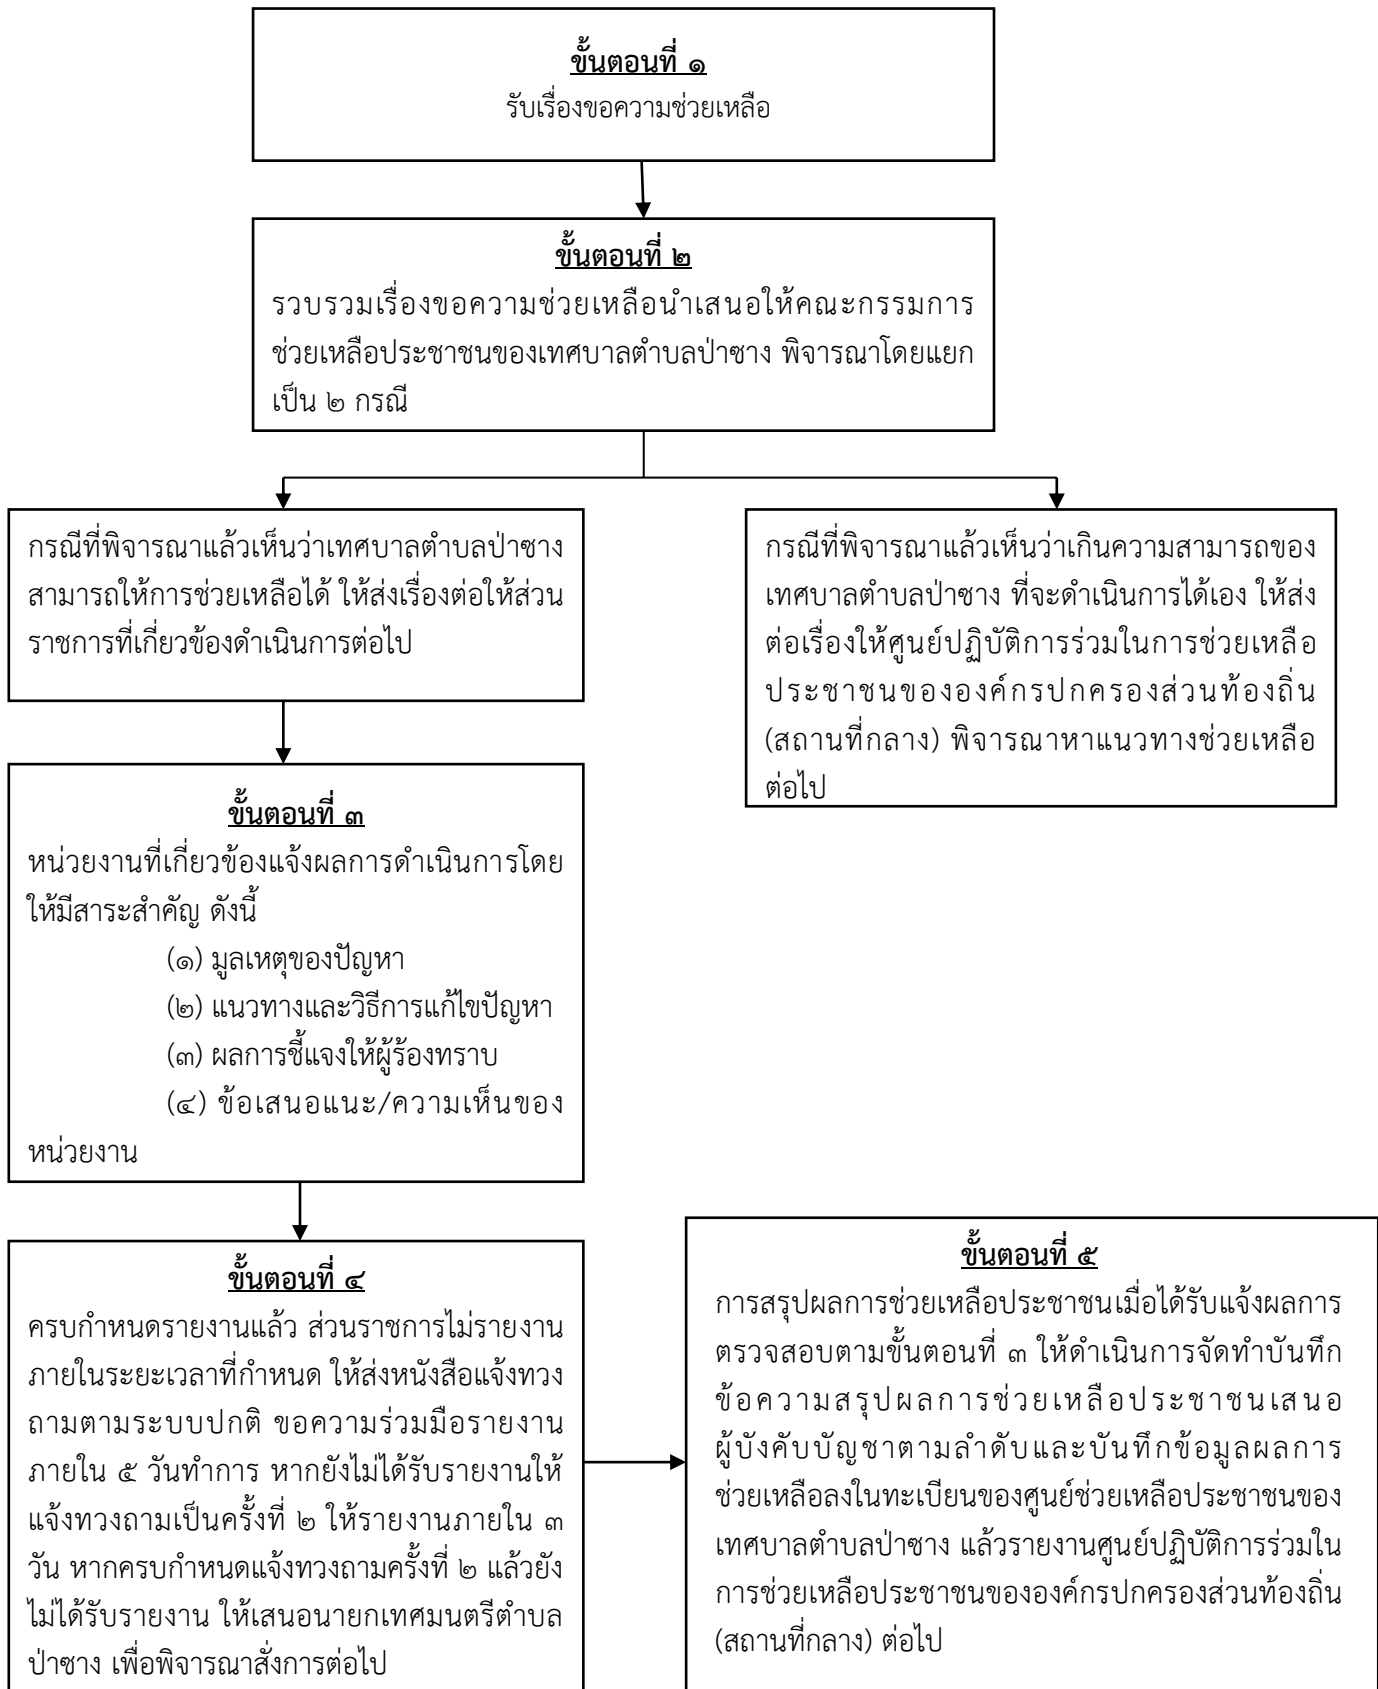 ขั้นตอนที่ ๑
รับเรื่องขอความช่วยเหลือ
ขั้นตอนที่ ๒
รวบรวมเรื่องขอความช่วยเหลือนำเสนอให้คณะกรรมการ
ช่วยเหลือประชาชนของเทศบาลตำบลป่าซาง พิจารณาโดยแยก
เป็น ๒ กรณี
กรณีที่พิจารณาแล้วเห็นว่าเทศบาลตำบลป่าซาง
สามารถให้การช่วยเหลือได้ ให้ส่งเรื่องต่อให้ส่วน
ราชการที่เกี่ยวข้องดำเนินการต่อไป
กรณีที่พิจารณาแล้วเห็นว่าเกินความสามารถของ
เทศบาลตำบลป่าซาง ที่จะดำเนินการได้เอง ให้ส่ง
ต่อเรื่องให้ศูนย์ปฏิบัติการร่วมในการช่วยเหลือ
ประชาชนขององค์กรปกครองส่วนท้องถิ่น
(สถานที่กลาง) พิจารณาหาแนวทางช่วยเหลือ
ต่อไป
ขั้นตอนที่ ๓
หน่วยงานที่เกี่ยวข้องแจ้งผลการดำเนินการโดย
ให้มีสาระสำคัญ ดังนี้
(๑) มูลเหตุของปัญหา
(๒) แนวทางและวิธีการแก้ไขปัญหา
(๓) ผลการชี้แจงให้ผู้ร้องทราบ
(๔) ข้อเสนอแนะ/ความเห็นของ
หน่วยงาน
ขั้นตอนที่ ๔
ครบกำหนดรายงานแล้ว ส่วนราชการไม่รายงาน
ภายในระยะเวลาที่กำหนด ให้ส่งหนังสือแจ้งทวง
ถามตามระบบปกติ ขอความร่วมมือรายงาน
ภายใน ๕ วันทำการ หากยังไม่ได้รับรายงานให้
แจ้งทวงถามเป็นครั้งที่ ๒ ให้รายงานภายใน ๓
วัน หากครบกำหนดแจ้งทวงถามครั้งที่ ๒ แล้วยัง
ไม่ได้รับรายงาน ให้เสนอนายกเทศมนตรีตำบล
ป่าซาง เพื่อพิจารณาสั่งการต่อไป
ขั้นตอนที่ ๕
การสรุปผลการช่วยเหลือประชาชนเมื่อได้รับแจ้งผลการ
ตรวจสอบตามขั้นตอนที่ ๓ ให้ดำเนินการจัดทำบันทึก
ข้อความสรุปผลการช่วยเหลือประชาชนเสนอ
ผู้บังคับบัญชาตามลำดับและบันทึกข้อมูลผลการ
ช่วยเหลือลงในทะเบียนของศูนย์ช่วยเหลือประชาชนของ
เทศบาลตำบลป่าซาง แล้วรายงานศูนย์ปฏิบัติการร่วมใน
การช่วยเหลือประชาชนขององค์กรปกครองส่วนท้องถิ่น
(สถานที่กลาง) ต่อไป